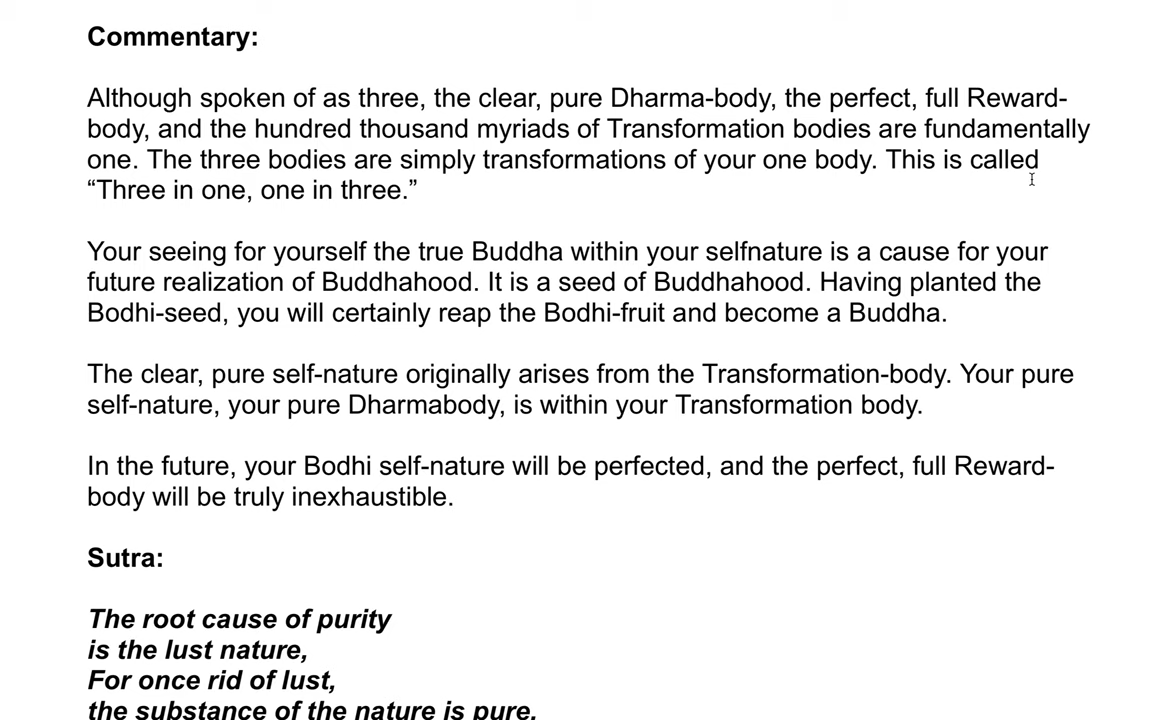 Commentary:
Although spoken of as three, the clear, pure Dharma-body, the perfect, full Reward-
body, and the hundred thousand myriads of Transformation bodies are fundamentally
one. The three bodies are simply transformations of your one body. This is called
“Three in one, one in three.”
Your seeing for yourself the true Buddha within your selfnature is a cause for your
future realization of Buddhahood. It is a seed of Buddhahood. Having planted the
Bodhi-seed, you will certainly reap the Bodhi-fruit and become a Buddha.
The clear, pure self-nature originally arises from the Transformation-body. Your pure
self-nature, your pure Dharmabody, is within your Transformation body.
In the future, your Bodhi self-nature will be perfected, and the perfect, full Reward-
body will be truly inexhaustible.
Sutra:
The root cause of purity
is the lust nature,
For once rid of lust,
the substance of the nature is pure.